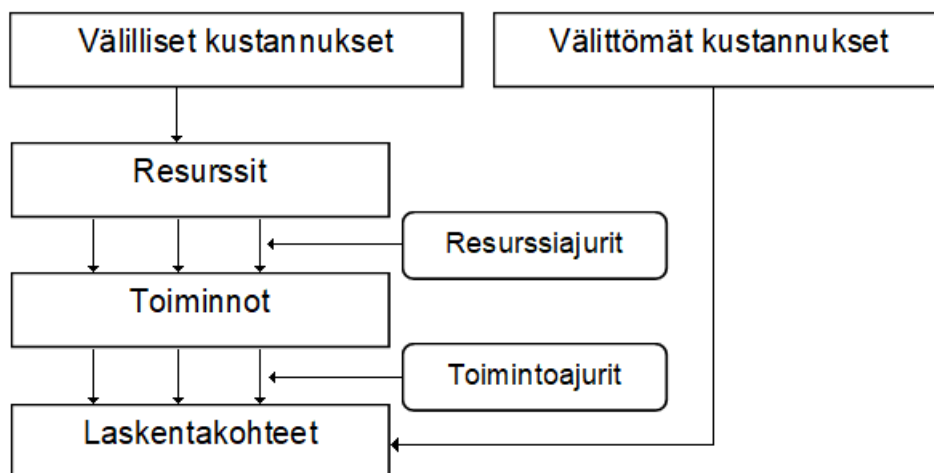 Välilliset kustannukset
Välittömät kustannukset
Resurssit
Resurssiajurit
Toiminnot
Toimintoajurit
Laskentakohteet